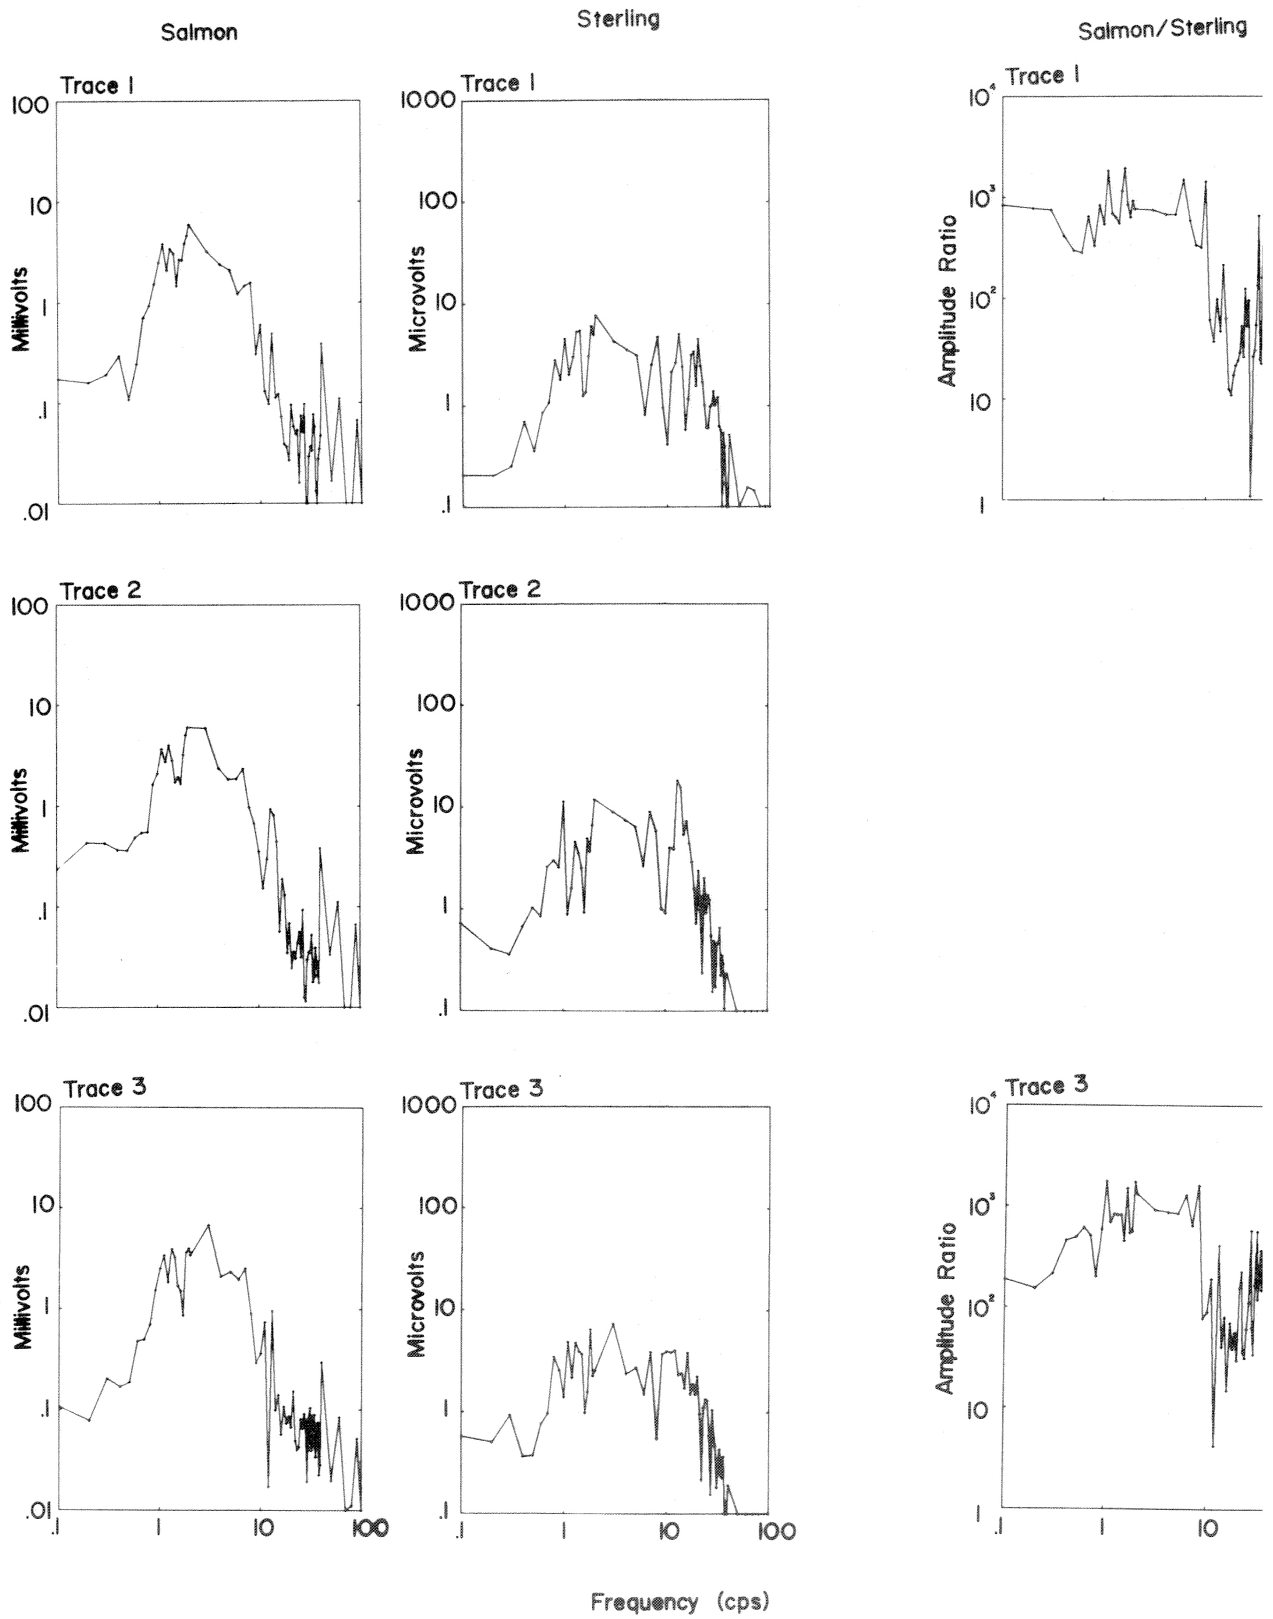 Salmon
Sterling
Salmon/Sterling
Trace 1
100
10
1
.1
.01
Millivolts
Trace 1
1000
100
10
1
.1
Microvolts
Trace 1
10⁴
10³
10²
10
1
Amplitude Ratio
Trace 2
100
10
1
.1
.01
Millivolts
Trace 2
1000
100
10
1
.1
Microvolts
Trace 3
100
10
1
.1
.01
Millivolts
.1 1 10 100
Trace 3
1000
100
10
1
.1
Microvolts
.1 1 10 100
Trace 3
10⁴
10³
10²
10
1
Amplitude Ratio
.1 1 10
Frequency (cps)